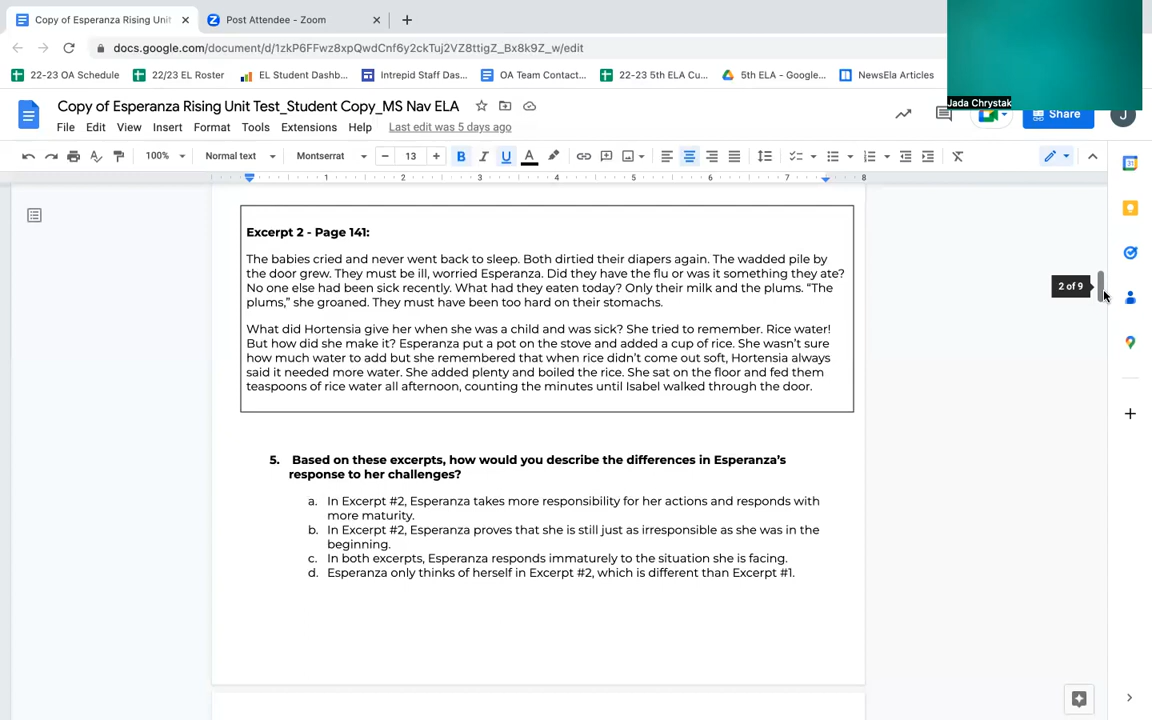 Copy of Esperanza Rising Unit
Post Attendee - Zoom
docs.google.com/document/d/1zkP6FFwz8xpQwdCnf6y2ckTuj2VZ8ttigZ_Bx8k9Z_w/edit
22-23 OA Schedule
22/23 EL Roster
EL Student Dashb...
Intrepid Staff Das...
OA Team Contact...
22-23 5th ELA Cu...
5th ELA - Google...
NewsEla Articles
Jada Chrystak
Copy of Esperanza Rising Unit Test_Student Copy_MS Nav ELA
File Edit View Insert Format Tools Extensions Help Last edit was 5 days ago
Share
J
100% Normal text Montserrat 13 B I U A
1 2 3 4 5 6 7 8
Excerpt 2 - Page 141:
The babies cried and never went back to sleep. Both dirtied their diapers again. The wadded pile by
the door grew. They must be ill, worried Esperanza. Did they have the flu or was it something they ate?
No one else had been sick recently. What had they eaten today? Only their milk and the plums. “The
plums,” she groaned. They must have been too hard on their stomachs.
What did Hortensia give her when she was a child and was sick? She tried to remember. Rice water!
But how did she make it? Esperanza put a pot on the stove and added a cup of rice. She wasn’t sure
how much water to add but she remembered that when rice didn’t come out soft, Hortensia always
said it needed more water. She added plenty and boiled the rice. She sat on the floor and fed them
teaspoons of rice water all afternoon, counting the minutes until Isabel walked through the door.
2 of 9
5. Based on these excerpts, how would you describe the differences in Esperanza’s
response to her challenges?
a. In Excerpt #2, Esperanza takes more responsibility for her actions and responds with
more maturity.
b. In Excerpt #2, Esperanza proves that she is still just as irresponsible as she was in the
beginning.
c. In both excerpts, Esperanza responds immaturely to the situation she is facing.
d. Esperanza only thinks of herself in Excerpt #2, which is different than Excerpt #1.